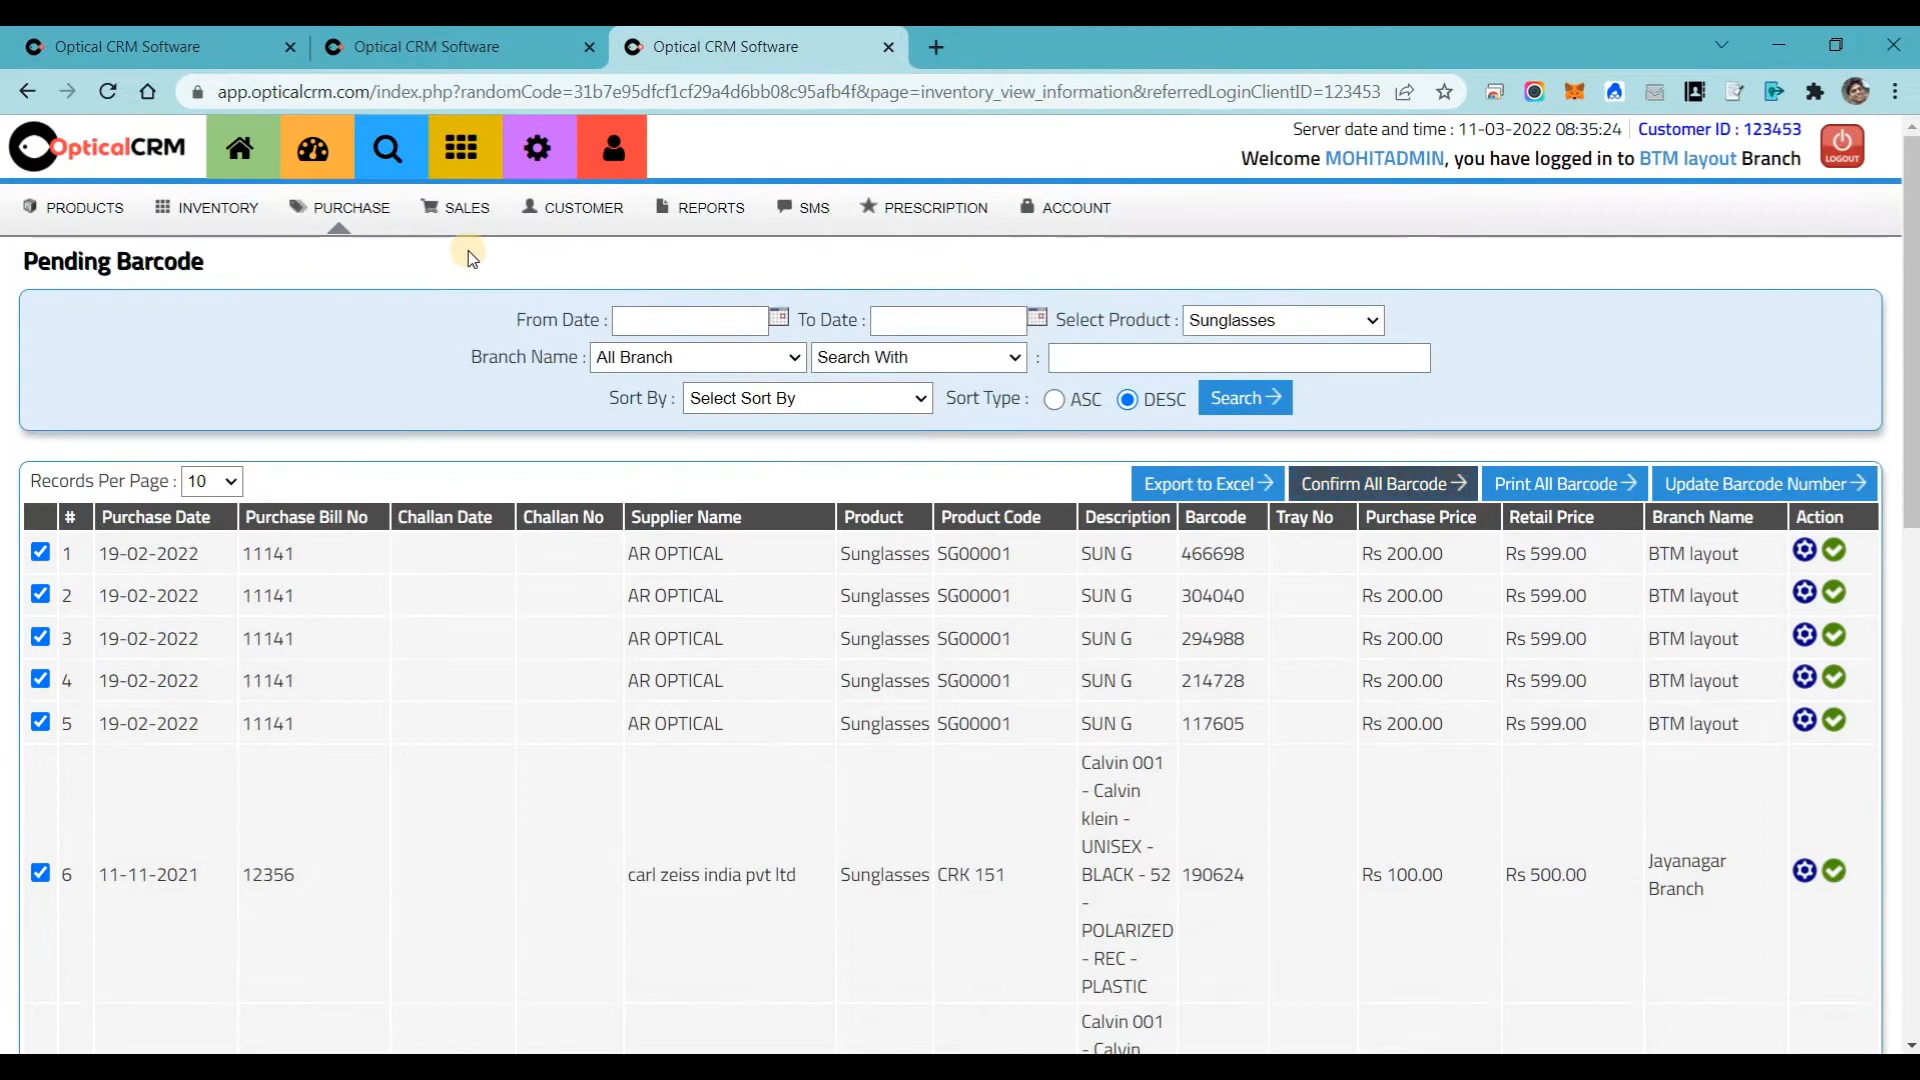 Optical CRM Software
Optical CRM Software
Optical CRM Software
app.opticalcrm.com/index.php?randomCode=31b7e95dfcf1cf29a4d6bb08c95afb4f&page=inventory_view_information&referredLoginClientID=123453
OpticalCRM
Server date and time : 11-03-2022 08:35:24 Customer ID : 123453
Welcome MOHITADMIN, you have logged in to BTM layout Branch
LOGOUT
PRODUCTS INVENTORY PURCHASE SALES CUSTOMER REPORTS SMS PRESCRIPTION ACCOUNT
Pending Barcode
From Date : To Date : Select Product : Sunglasses
Branch Name : All Branch Search With :
Sort By : Select Sort By Sort Type : ASC DESC Search
Records Per Page : 10 Export to Excel Confirm All Barcode Print All Barcode Update Barcode Number
# Purchase Date Purchase Bill No Challan Date Challan No Supplier Name Product Product Code Description Barcode Tray No Purchase Price Retail Price Branch Name Action
1 19-02-2022 11141 AR OPTICAL Sunglasses SG00001 SUN G 466698 Rs 200.00 Rs 599.00 BTM layout
2 19-02-2022 11141 AR OPTICAL Sunglasses SG00001 SUN G 304040 Rs 200.00 Rs 599.00 BTM layout
3 19-02-2022 11141 AR OPTICAL Sunglasses SG00001 SUN G 294988 Rs 200.00 Rs 599.00 BTM layout
4 19-02-2022 11141 AR OPTICAL Sunglasses SG00001 SUN G 214728 Rs 200.00 Rs 599.00 BTM layout
5 19-02-2022 11141 AR OPTICAL Sunglasses SG00001 SUN G 117605 Rs 200.00 Rs 599.00 BTM layout
6 11-11-2021 12356 carl zeiss india pvt ltd Sunglasses CRK 151
Calvin 001
- Calvin
klein -
UNISEX -
BLACK - 52
-
POLARIZED
- REC -
PLASTIC
190624 Rs 100.00 Rs 500.00
Jayanagar
Branch
Calvin 001
- Calvin